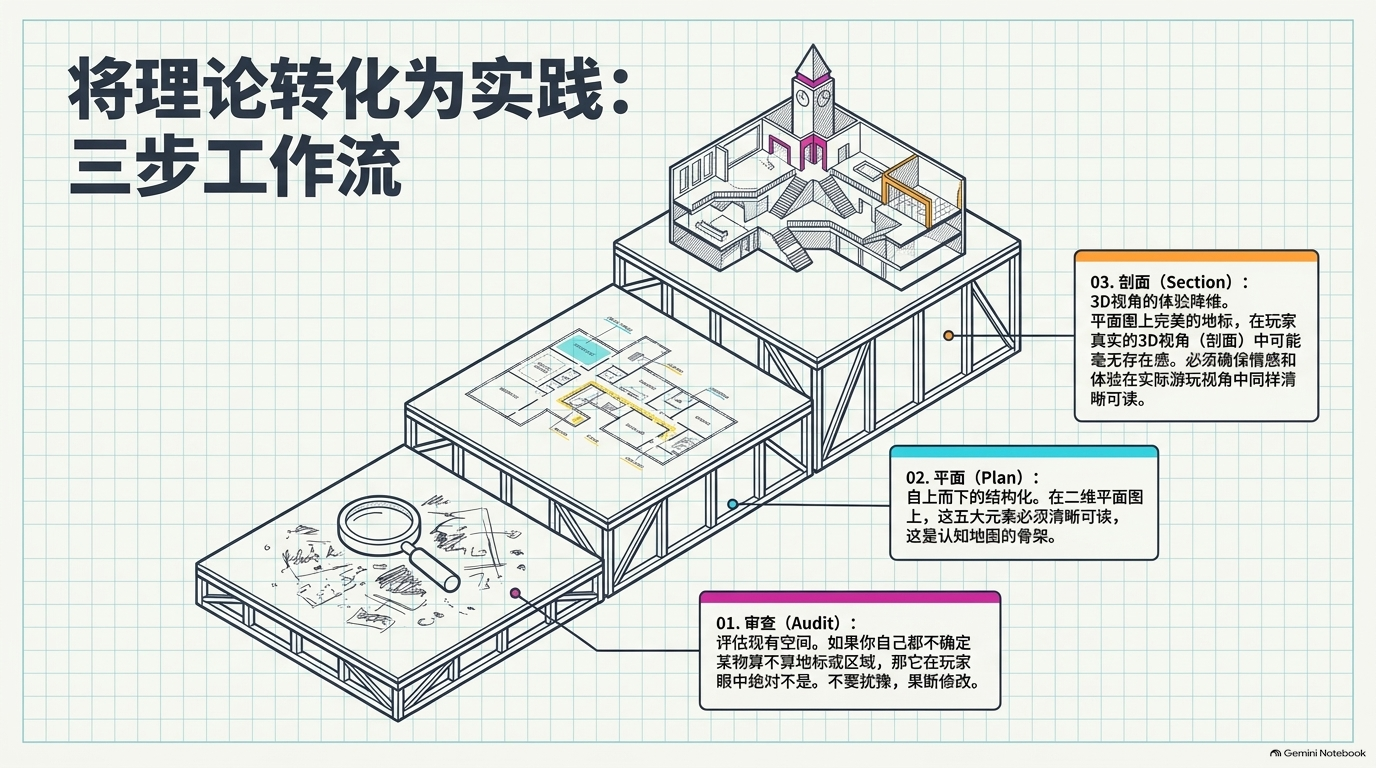 将理论转化为实践：
三步工作流
03. 剖面（Section）：
3D视角的体验降维。
平面图上完美的地标，在玩家
真实的3D视角（剖面）中可能
毫无存在感。必须确保情感和
体验在实际游玩视角中同样清
晰可读。
02. 平面（Plan）：
自上而下的结构化。在二维平面图
上，这五大元素必须清晰可读，
这是认知地图的骨架。
01. 审查（Audit）：
评估现有空间。如果你自己都不确定
某物算不算地标或区域，那它在玩家
眼中绝对不是。不要犹豫，果断修改。
Gemini Notebook